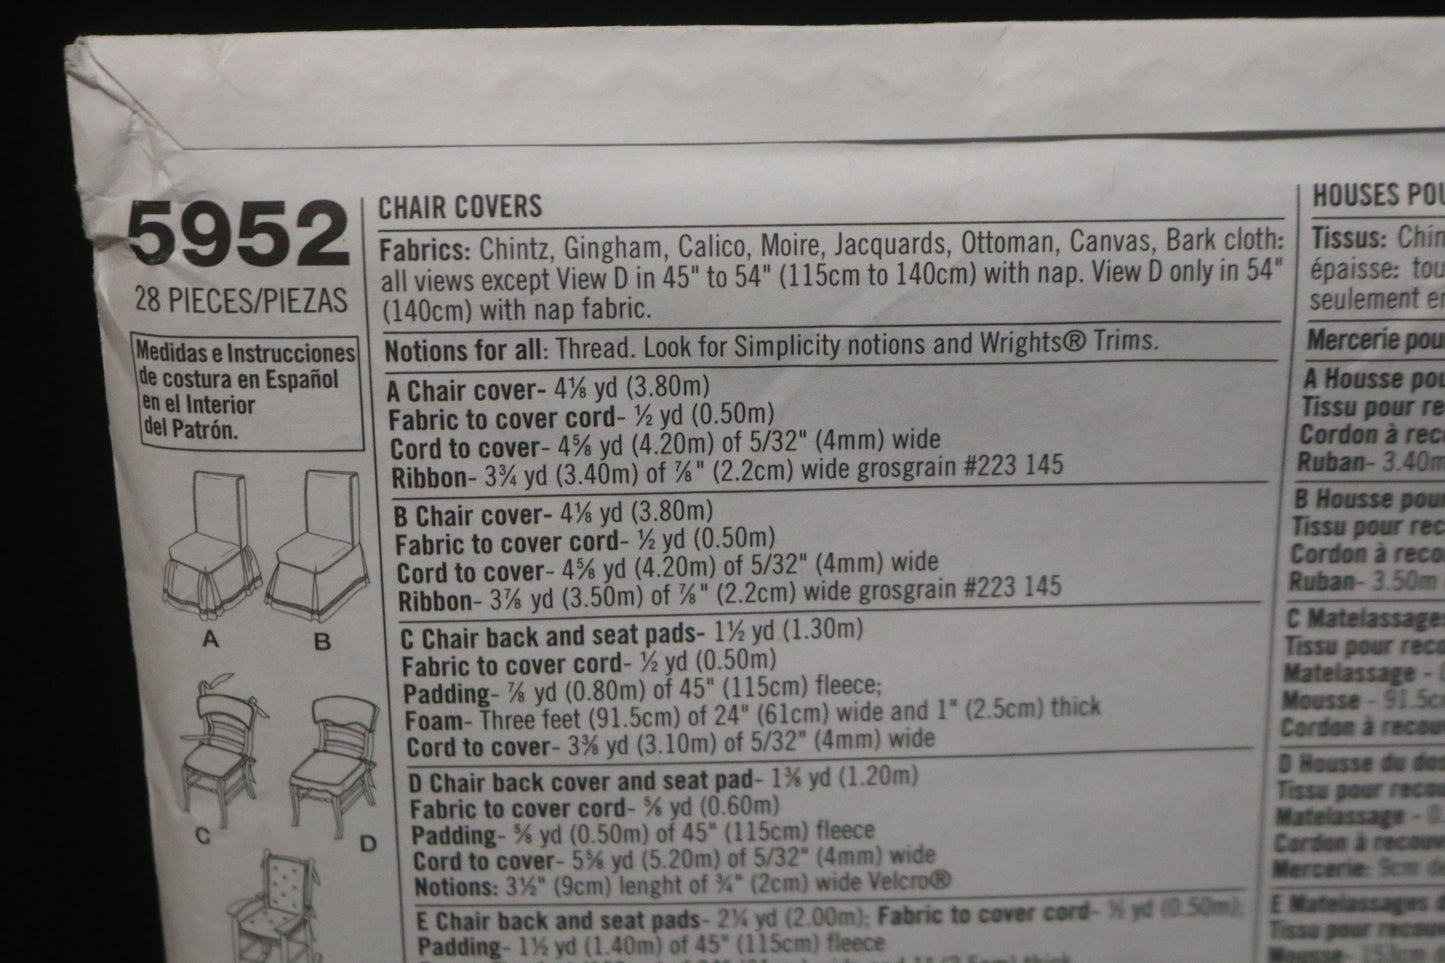 5952
28 PIECES/PIEZAS
Medidas e Instrucciones
de costura en Español
en el Interior
del Patrón.
A
B
C
D
CHAIR COVERS
Fabrics: Chintz, Gingham, Calico, Moire, Jacquards, Ottoman, Canvas, Bark cloth:
all views except View D in 45" to 54" (115cm to 140cm) with nap. View D only in 54"
(140cm) with nap fabric.
Notions for all: Thread. Look for Simplicity notions and Wrights® Trims.
A Chair cover- 4⅛ yd (3.80m)
Fabric to cover cord- ½ yd (0.50m)
Cord to cover- 4⅝ yd (4.20m) of 5/32" (4mm) wide
Ribbon- 3¾ yd (3.40m) of ⅞" (2.2cm) wide grosgrain #223 145
B Chair cover- 4⅛ yd (3.80m)
Fabric to cover cord- ½ yd (0.50m)
Cord to cover- 4⅝ yd (4.20m) of 5/32" (4mm) wide
Ribbon- 3⅞ yd (3.50m) of ⅞" (2.2cm) wide grosgrain #223 145
C Chair back and seat pads- 1½ yd (1.30m)
Fabric to cover cord- ½ yd (0.50m)
Padding- ⅞ yd (0.80m) of 45" (115cm) fleece;
Foam- Three feet (91.5cm) of 24" (61cm) wide and 1" (2.5cm) thick
Cord to cover- 3⅜ yd (3.10m) of 5/32" (4mm) wide
D Chair back cover and seat pad- 1⅜ yd (1.20m)
Fabric to cover cord- ⅝ yd (0.60m)
Padding- ⅝ yd (0.50m) of 45" (115cm) fleece
Cord to cover- 5⅝ yd (5.20m) of 5/32" (4mm) wide
Notions: 3½" (9cm) lenght of ¾" (2cm) wide Velcro®
E Chair back and seat pads- 2¼ yd (2.00m); Fabric to cover cord- ½ yd (0.50m);
Padding- 1½ yd (1.40m) of 45" (115cm) fleece
HOUSES POU
Tissus: Chin
épaisse: tou
seulement en
Mercerie pour
A Housse pou
Tissu pour re
Cordon à rec
Ruban- 3.40m
B Housse pour
Tissu pour rec
Cordon à reco
Ruban- 3.50m
C Matelassages
Tissu pour reco
Matelassage -
Mousse - 91.5c
Cordon à recouv
D Housse du dos
Tissu pour recou
Matelassage -
Cordon à recouv
Mercerie: 9cm de
E Matelassages d
Tissu pour recouv
Mousse- 153cm